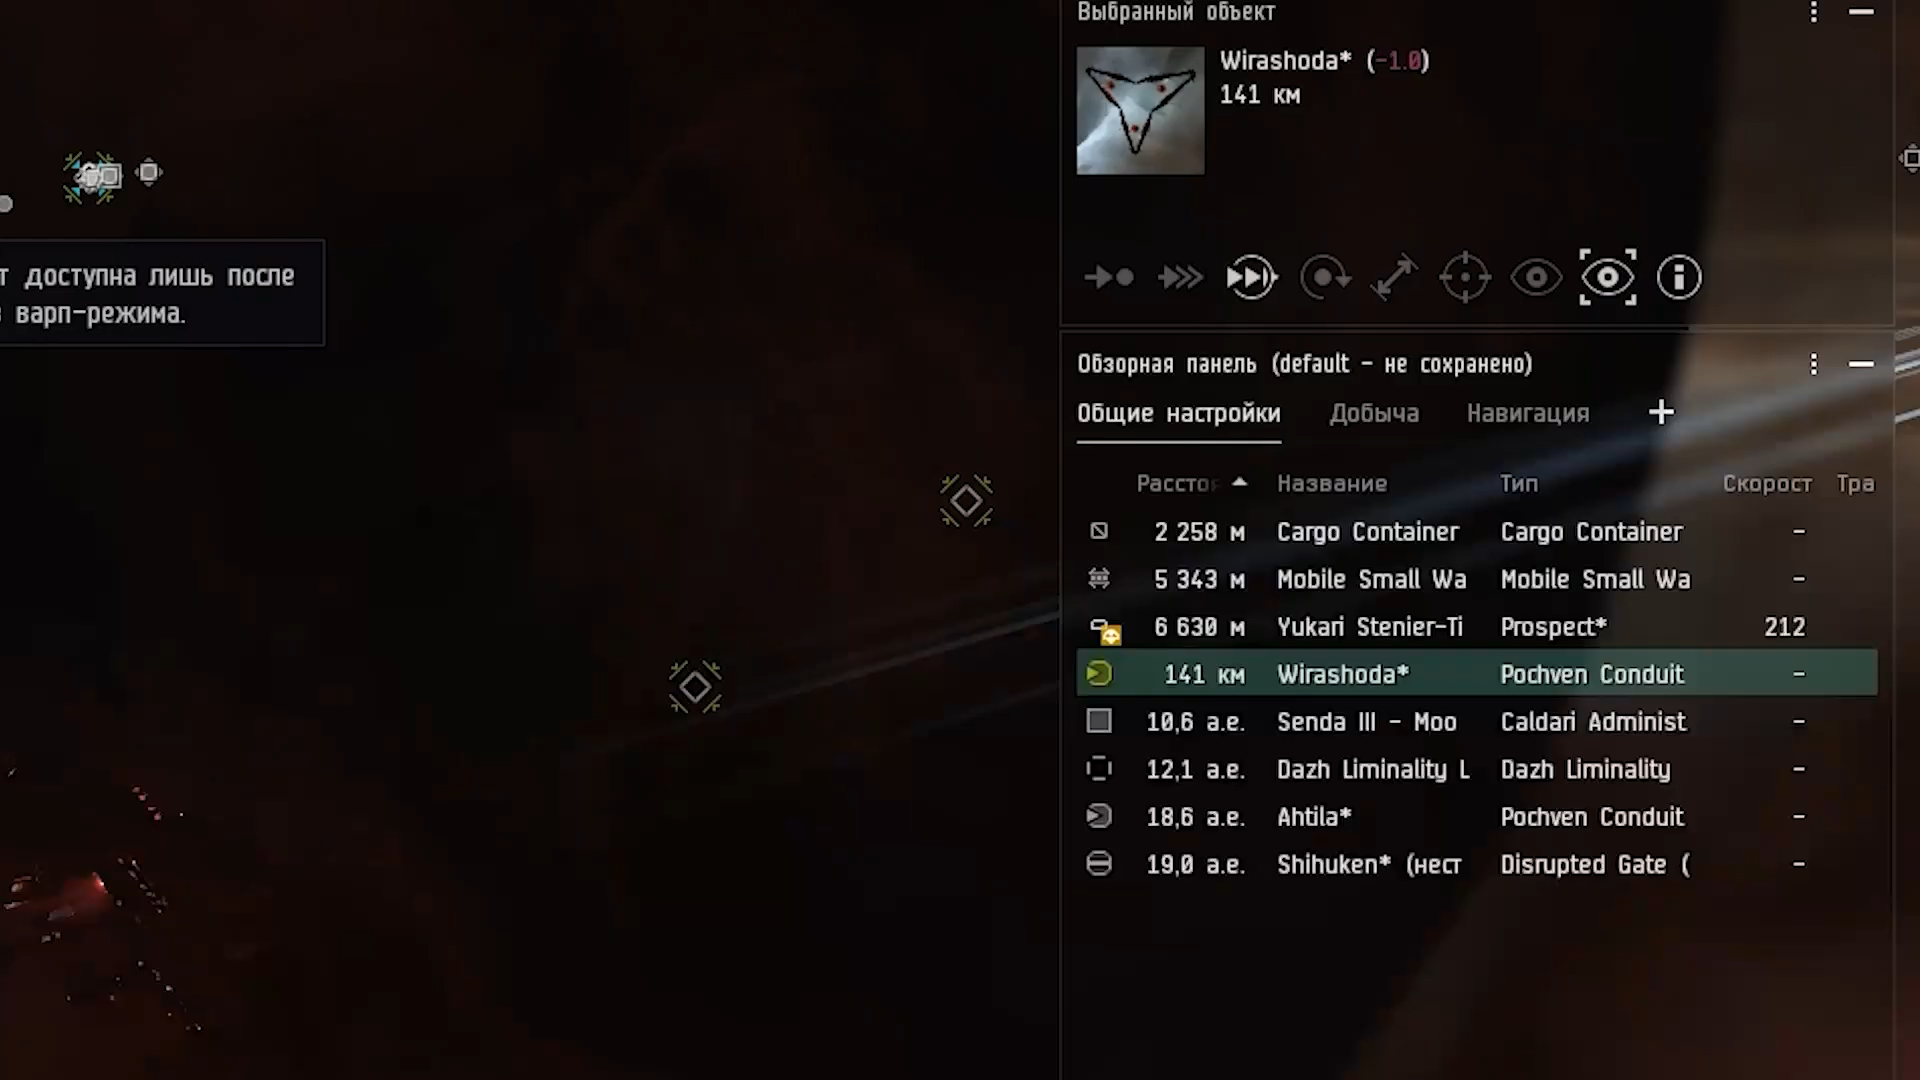 Выбранный объект
Wirashoda* (-1.0)
141 км
т доступна лишь после
варп-режима.
Обзорная панель (default - не сохранено)
Общие настройки Добыча Навигация +
Рассто Название Тип Скорост Тра
2 258 м Cargo Container Cargo Container -
5 343 м Mobile Small Wa Mobile Small Wa -
6 630 м Yukari Stenier-Ti Prospect* 212
141 км Wirashoda* Pochven Conduit -
10,6 а.е. Senda III - Moo Caldari Administ -
12,1 а.е. Dazh Liminality L Dazh Liminality -
18,6 а.е. Ahtila* Pochven Conduit -
19,0 а.е. Shihuken* (нест Disrupted Gate ( -